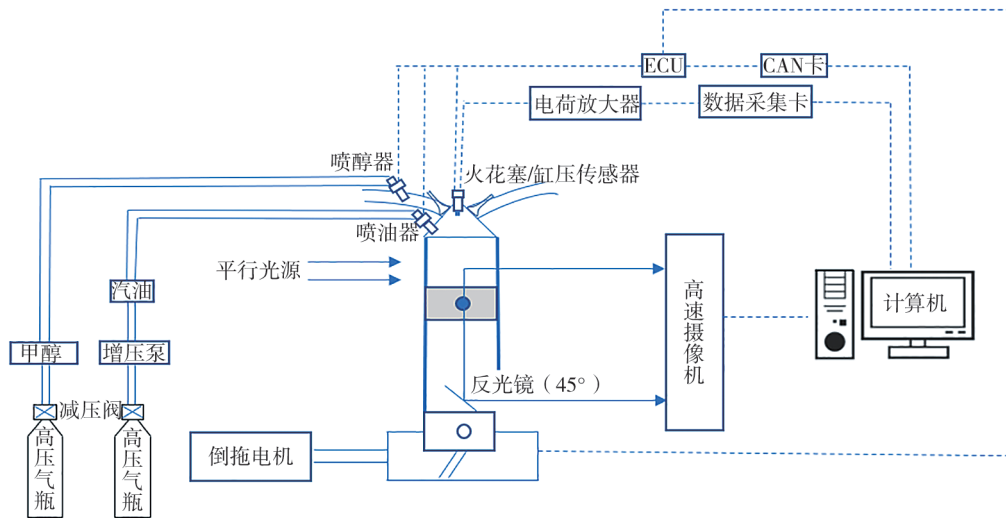 ECU
CAN卡
电荷放大器
数据采集卡
喷醇器
火花塞/缸压传感器
喷油器
平行光源
汽油
高速摄像机
计算机
甲醇
增压泵
反光镜（45°）
减压阀
高压气瓶
高压气瓶
倒拖电机